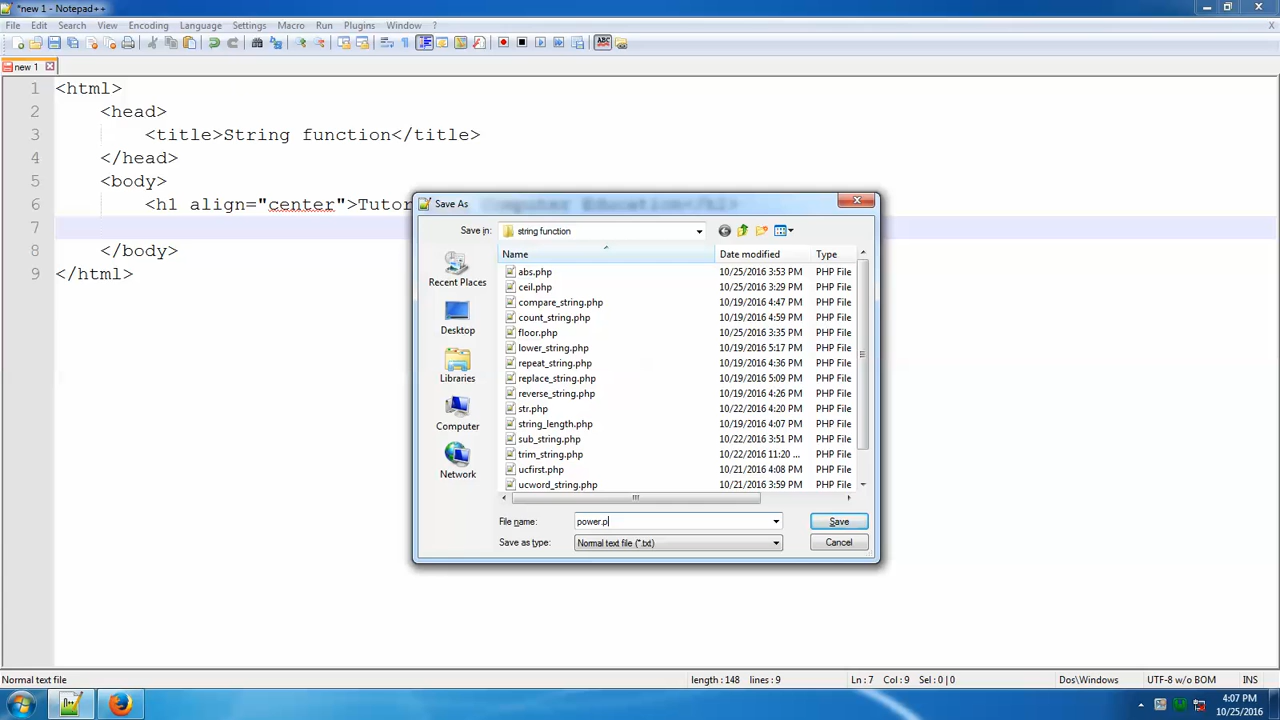 *new 1 - Notepad++
File Edit Search View Encoding Language Settings Macro Run Plugins Window ?
X
ABC
new 1
1 <html>
2 <head>
3 <title>String function</title>
4 </head>
5 <body>
6 <h1 align="center">Tutor Computer Education</h1>
7
8 </body>
9 </html>
Save As
Save in: string function
Name Date modified Type
abs.php 10/25/2016 3:53 PM PHP File
ceil.php 10/25/2016 3:29 PM PHP File
compare_string.php 10/19/2016 4:47 PM PHP File
count_string.php 10/19/2016 4:59 PM PHP File
floor.php 10/25/2016 3:35 PM PHP File
lower_string.php 10/19/2016 5:17 PM PHP File
repeat_string.php 10/19/2016 4:36 PM PHP File
replace_string.php 10/19/2016 5:09 PM PHP File
reverse_string.php 10/19/2016 4:26 PM PHP File
str.php 10/22/2016 4:20 PM PHP File
string_length.php 10/19/2016 4:07 PM PHP File
sub_string.php 10/22/2016 3:51 PM PHP File
trim_string.php 10/22/2016 11:20 ... PHP File
ucfirst.php 10/21/2016 4:08 PM PHP File
ucword_string.php 10/21/2016 3:59 PM PHP File
Recent Places
Desktop
Libraries
Computer
Network
File name: power.p Save
Save as type: Normal text file (*.txt) Cancel
Normal text file length : 148 lines : 9 Ln : 7 Col : 9 Sel : 0 | 0 Dos\Windows UTF-8 w/o BOM INS
4:07 PM
10/25/2016